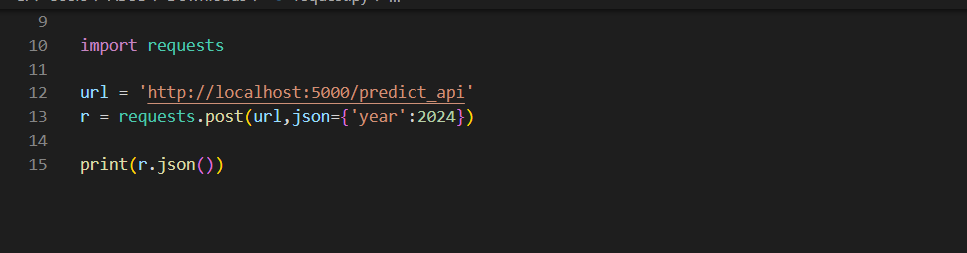 9
10 import requests
11
12 url = 'http://localhost:5000/predict_api'
13 r = requests.post(url,json={'year':2024})
14
15 print(r.json())